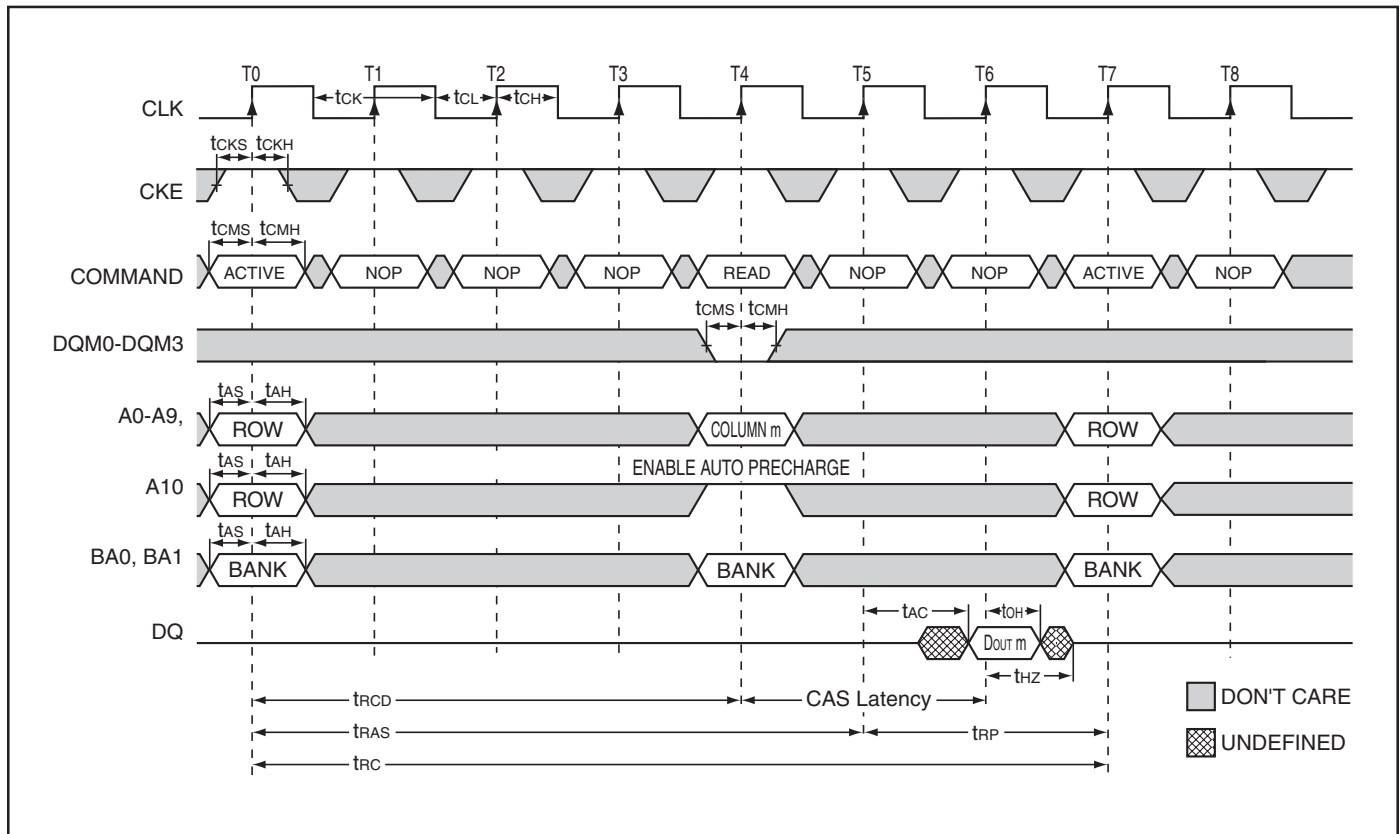 T0 T1 T2 T3 T4 T5 T6 T7 T8
CLK tCK tCL tCH
tCKS tCKH
CKE
tCMS tCMH
COMMAND ACTIVE NOP NOP NOP READ NOP NOP ACTIVE NOP
tCMS tCMH
DQM0-DQM3
tAS tAH
A0-A9, ROW COLUMN m ROW
tAS tAH ENABLE AUTO PRECHARGE
A10 ROW ROW
tAS tAH
BA0, BA1 BANK BANK BANK
tAC tOH
DQ DOUT m
tHZ
tRCD CAS Latency DON'T CARE
tRAS tRP UNDEFINED
tRC